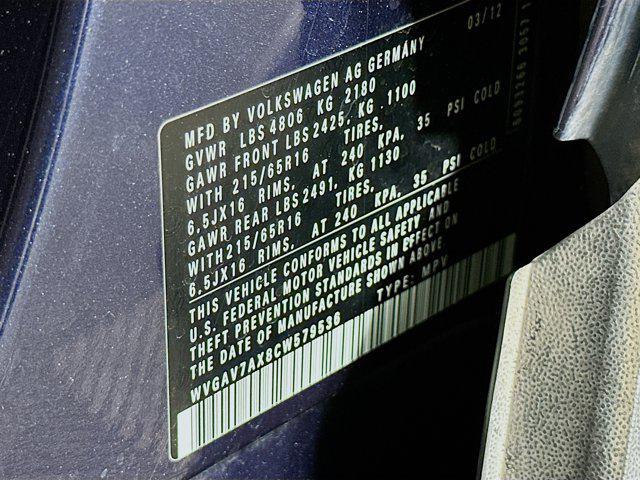 MFD BY VOLKSWAGEN AG GERMANY 03/12
GVWR LBS 4806 KG 2180
GAWR FRONT LBS 2425, KG .1100
WITH 215/65R16 TIRES,
6.5JX16 RIMS, AT 240 KPA, 35 PSI COLD
GAWR REAR LBS 2491, KG 1130
WITH 215/65R16 TIRES,
6.5JX16 RIMS. AT 240 KPA, 35 PSI COLD
THIS VEHICLE CONFORMS TO ALL APPLICABLE
U.S. FEDERAL MOTOR VEHICLE SAFETY AND
THEFT PREVENTION STANDARDS IN EFFECT ON
THE DATE OF MANUFACTURE SHOWN ABOVE.
WVGAV7AX8CW579536 TYPE: MPV